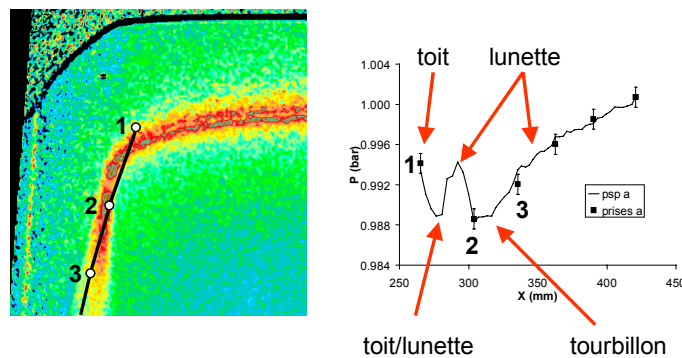 1
2
3
toit
lunette
1.004
1.000
0.996
0.992
0.988
0.984
P (bar)
1
2
3
psp a
prises a
250
300
350
400
450
X (mm)
toit/lunette
tourbillon